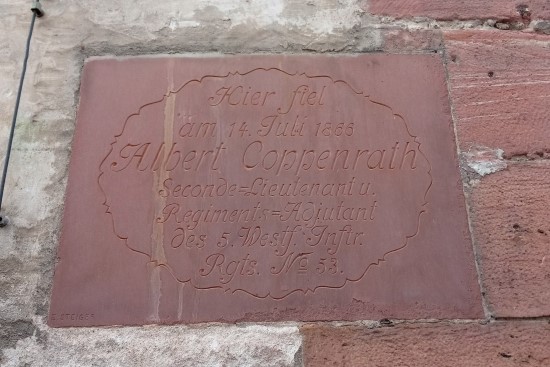 Hier fiel
am 14. Juli 1866
Albert Coppenrath
Seconde=Lieutenant u.
Regiments=Adjutant
des 5. Westf. Inftr.
Rgts. No 53.